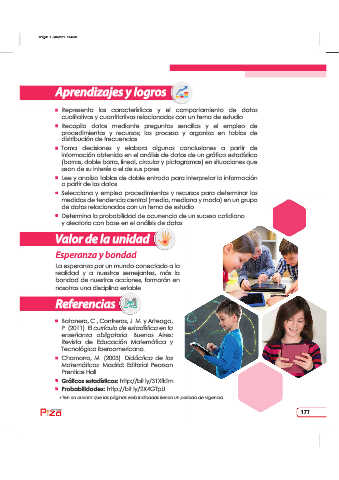 Aprendizajes y logros
Representa las características y el comportamiento de datos
cualitativos y cuantitativos relacionados con un tema de estudio
Recopila datos mediante preguntas sencillas y el empleo de
procedimientos y recursos; los procesa y organiza en tablas de
distribución de frecuencias
Toma decisiones y elabora algunas conclusiones a partir de
información obtenida en el análisis de datos de un gráfico estadístico
(barras, doble barra, lineal, circular y pictograma) en situaciones que
sean de su interés o el de sus pares
Lee y analiza tablas de doble entrada para interpretar la información
a partir de los datos
Selecciona y emplea procedimientos y recursos para determinar las
medidas de tendencia central (media, mediana y moda) en un grupo
de datos relacionados con un tema de estudio
Determina la probabilidad de ocurrencia de un suceso cotidiano
y aleatorio con base en el análisis de datos
Valor de la unidad
Esperanza y bondad
La esperanza por un mundo conectado a la
realidad y a nuestros semejantes, más la
bondad de nuestras acciones, formarán en
nosotros una disciplina estable
Referencias
Batanero, C , Contreras, J M y Arteaga,
P (2011) El currículo de estadística en la
enseñanza obligatoria Buenos Aires:
Revista de Educación Matemática y
Tecnológica Iberoamericana
Chamorro, M (2003) Didáctica de las
Matemáticas Madrid: Editorial Pearson
Prentice Hall
Gráficos estadísticos:
Probabilidades:
Piza
177